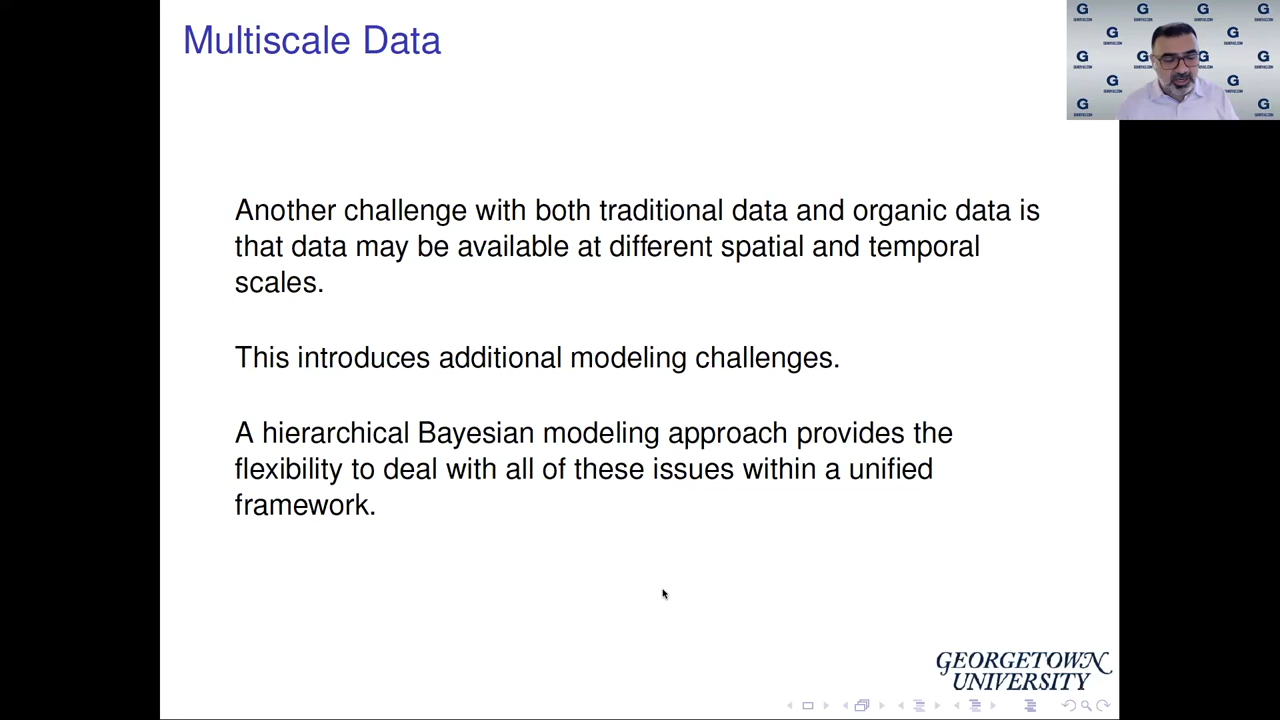 Multiscale Data
Another challenge with both traditional data and organic data is
that data may be available at different spatial and temporal
scales.
This introduces additional modeling challenges.
A hierarchical Bayesian modeling approach provides the
flexibility to deal with all of these issues within a unified
framework.
GEORGETOWN
UNIVERSITY